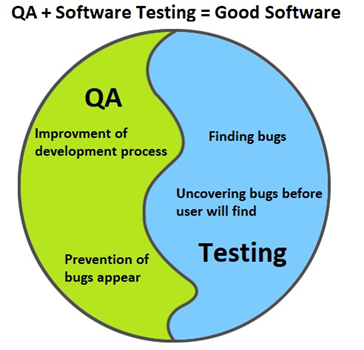 QA + Software Testing = Good Software
QA
Improvment of
development process
Prevention of
bugs appear
Finding bugs
Uncovering bugs before
user will find
Testing